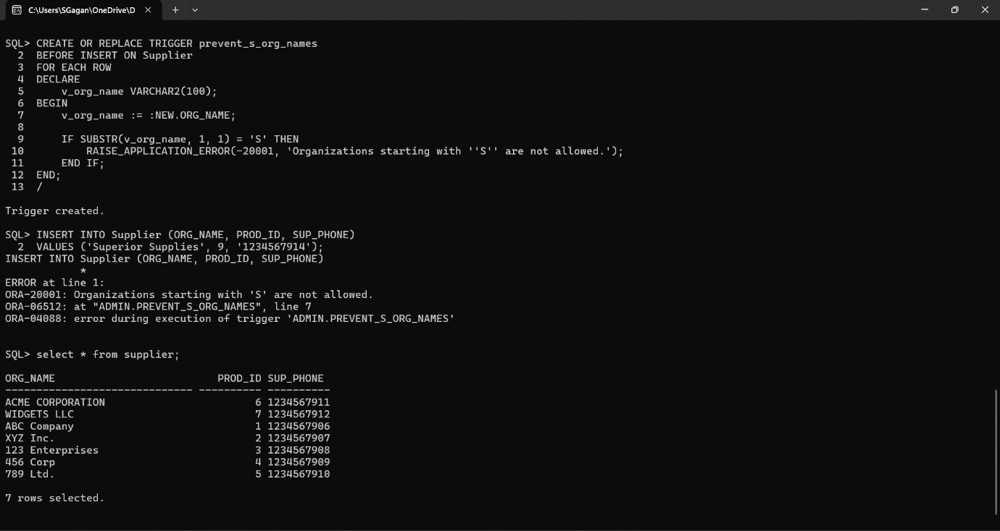 C:\Users\SGagan\OneDrive\D
SQL> CREATE OR REPLACE TRIGGER prevent_s_org_names
  2  BEFORE INSERT ON Supplier
  3  FOR EACH ROW
  4  DECLARE
  5      v_org_name VARCHAR2(100);
  6  BEGIN
  7      v_org_name := :NEW.ORG_NAME;
  8
  9      IF SUBSTR(v_org_name, 1, 1) = 'S' THEN
 10          RAISE_APPLICATION_ERROR(-20001, 'Organizations starting with ''S'' are not allowed.');
 11      END IF;
 12  END;
 13  /
Trigger created.
SQL> INSERT INTO Supplier (ORG_NAME, PROD_ID, SUP_PHONE)
  2  VALUES ('Superior Supplies', 9, '1234567914');
INSERT INTO Supplier (ORG_NAME, PROD_ID, SUP_PHONE)
            *
ERROR at line 1:
ORA-20001: Organizations starting with 'S' are not allowed.
ORA-06512: at "ADMIN.PREVENT_S_ORG_NAMES", line 7
ORA-04088: error during execution of trigger 'ADMIN.PREVENT_S_ORG_NAMES'
SQL> select * from supplier;
ORG_NAME                          PROD_ID SUP_PHONE
------------------------------ ---------- ----------
ACME CORPORATION                        6 1234567911
WIDGETS LLC                             7 1234567912
ABC Company                             1 1234567906
XYZ Inc.                                2 1234567907
123 Enterprises                         3 1234567908
456 Corp                                4 1234567909
789 Ltd.                                5 1234567910
7 rows selected.